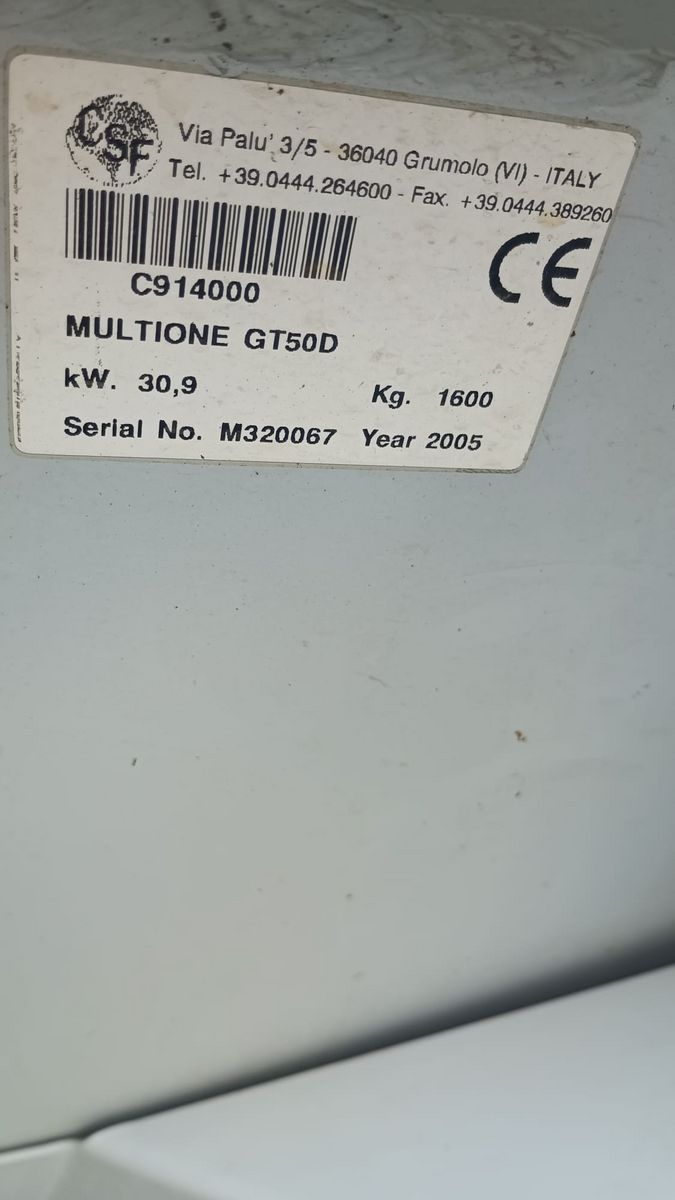 CSF
Via Palu' 3/5 - 36040 Grumolo (VI) - ITALY
Tel. +39.0444.264600 - Fax. +39.0444.389260
CE
C914000
MULTIONE GT50D
kW. 30,9 Kg. 1600
Serial No. M320067 Year 2005